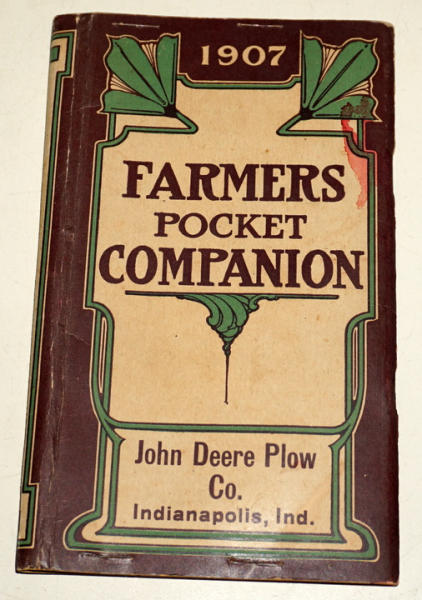 1907
FARMERS
POCKET
COMPANION
John Deere Plow
Co.
Indianapolis, Ind.